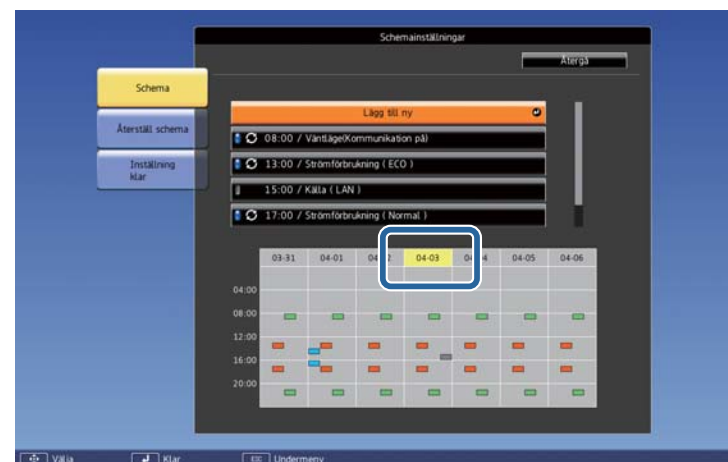 Schemainställningar
Återgå
Schema
Återställ schema
Inställning
klar
Lägg till ny
08:00 / Väntläge(Kommunikation på)
13:00 / Strömförbrukning ( ECO )
15:00 / Källa ( LAN )
17:00 / Strömförbrukning ( Normal )
03-31 04-01 04-03 04-05 04-06
04:00
08:00
12:00
16:00
20:00
Välja Klar Esc Undermeny